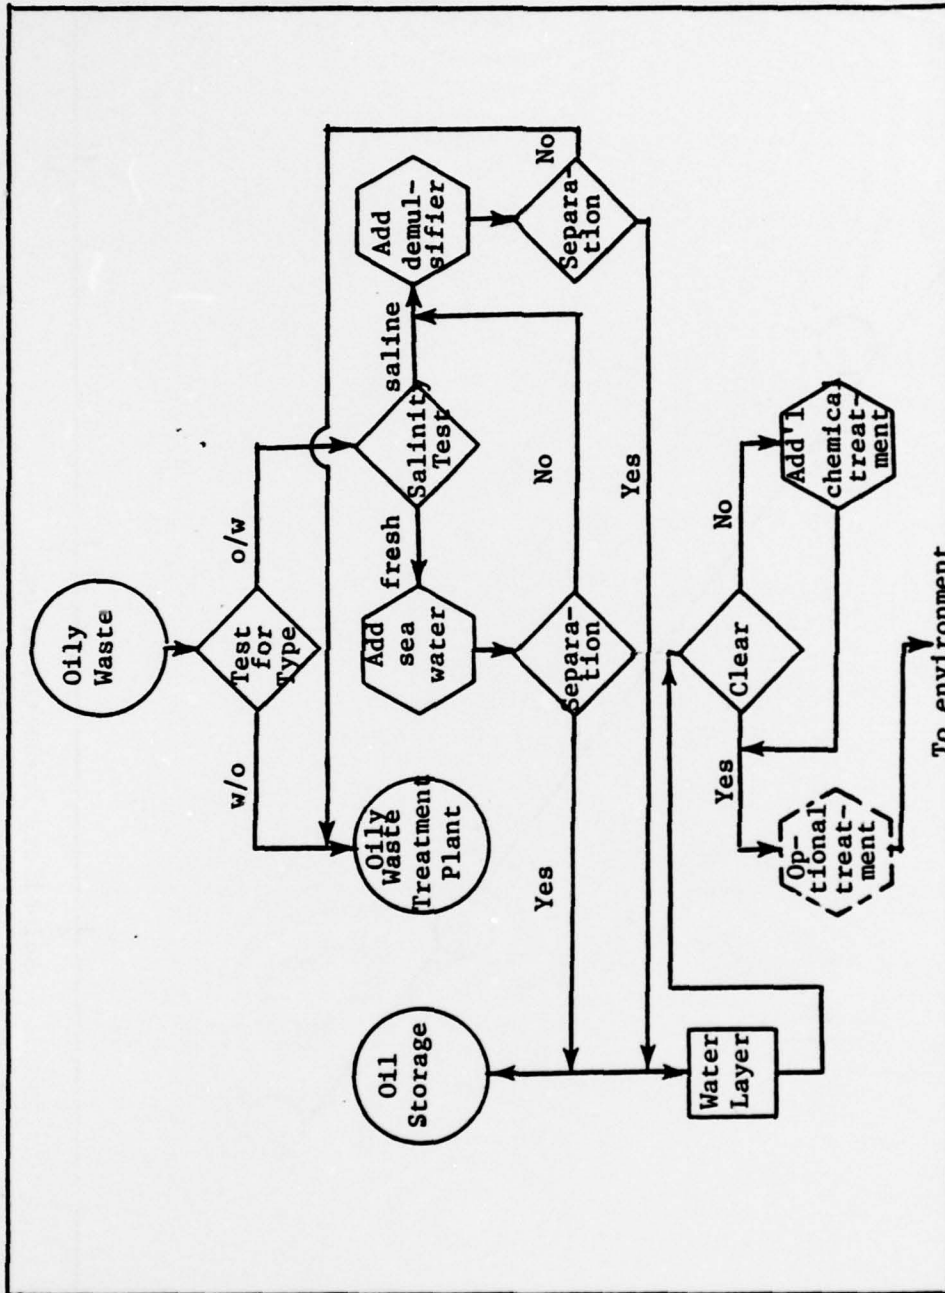 Oily
Waste
Test
for
Type
w/o
o/w
Oily
Waste
Treatment
Plant
Salinity
Test
fresh
saline
Add
sea
water
Add
demul-
sifier
Separa-
tion
Yes
No
Separa-
tion
No
Yes
Oil
Storage
Water
Layer
Clear
Yes
No
Op-
tional
treat-
ment
Add'l
chemical
treat-
ment
To environment